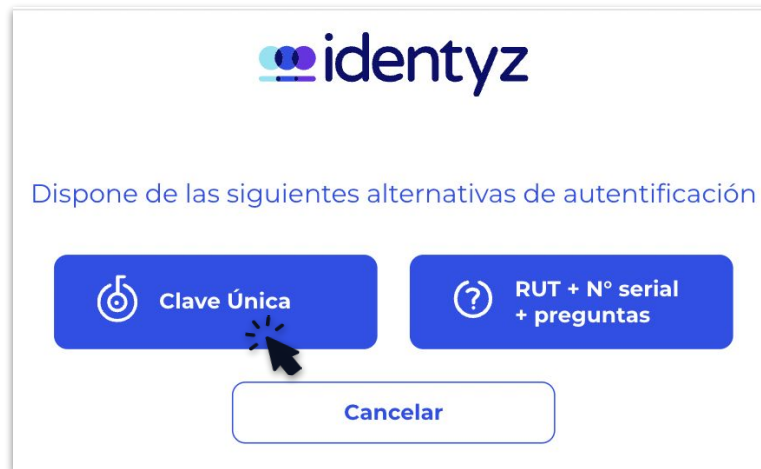 identyz
Dispone de las siguientes alternativas de autentificación
Clave Única
RUT + N° serial
+ preguntas
Cancelar